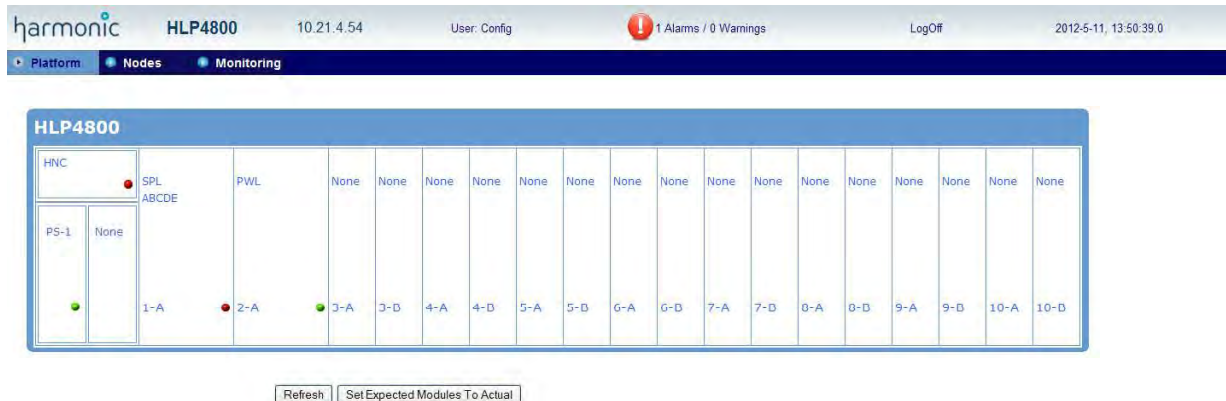 harmonic HLP4800 10.21.4.54 User: Config 1 Alarms / 0 Warnings LogOff 2012-5-11, 13:50:39.0
Platform Nodes Monitoring
HLP4800
HNC
SPL PWL None None None None None None None None None None None None None None None None
ABCDE
PS-1 None
1-A 2-A 3-A 3-B 4-A 4-B 5-A 5-B 6-A 6-B 7-A 7-B 8-A 8-B 9-A 9-B 10-A 10-B
Refresh Set Expected Modules To Actual